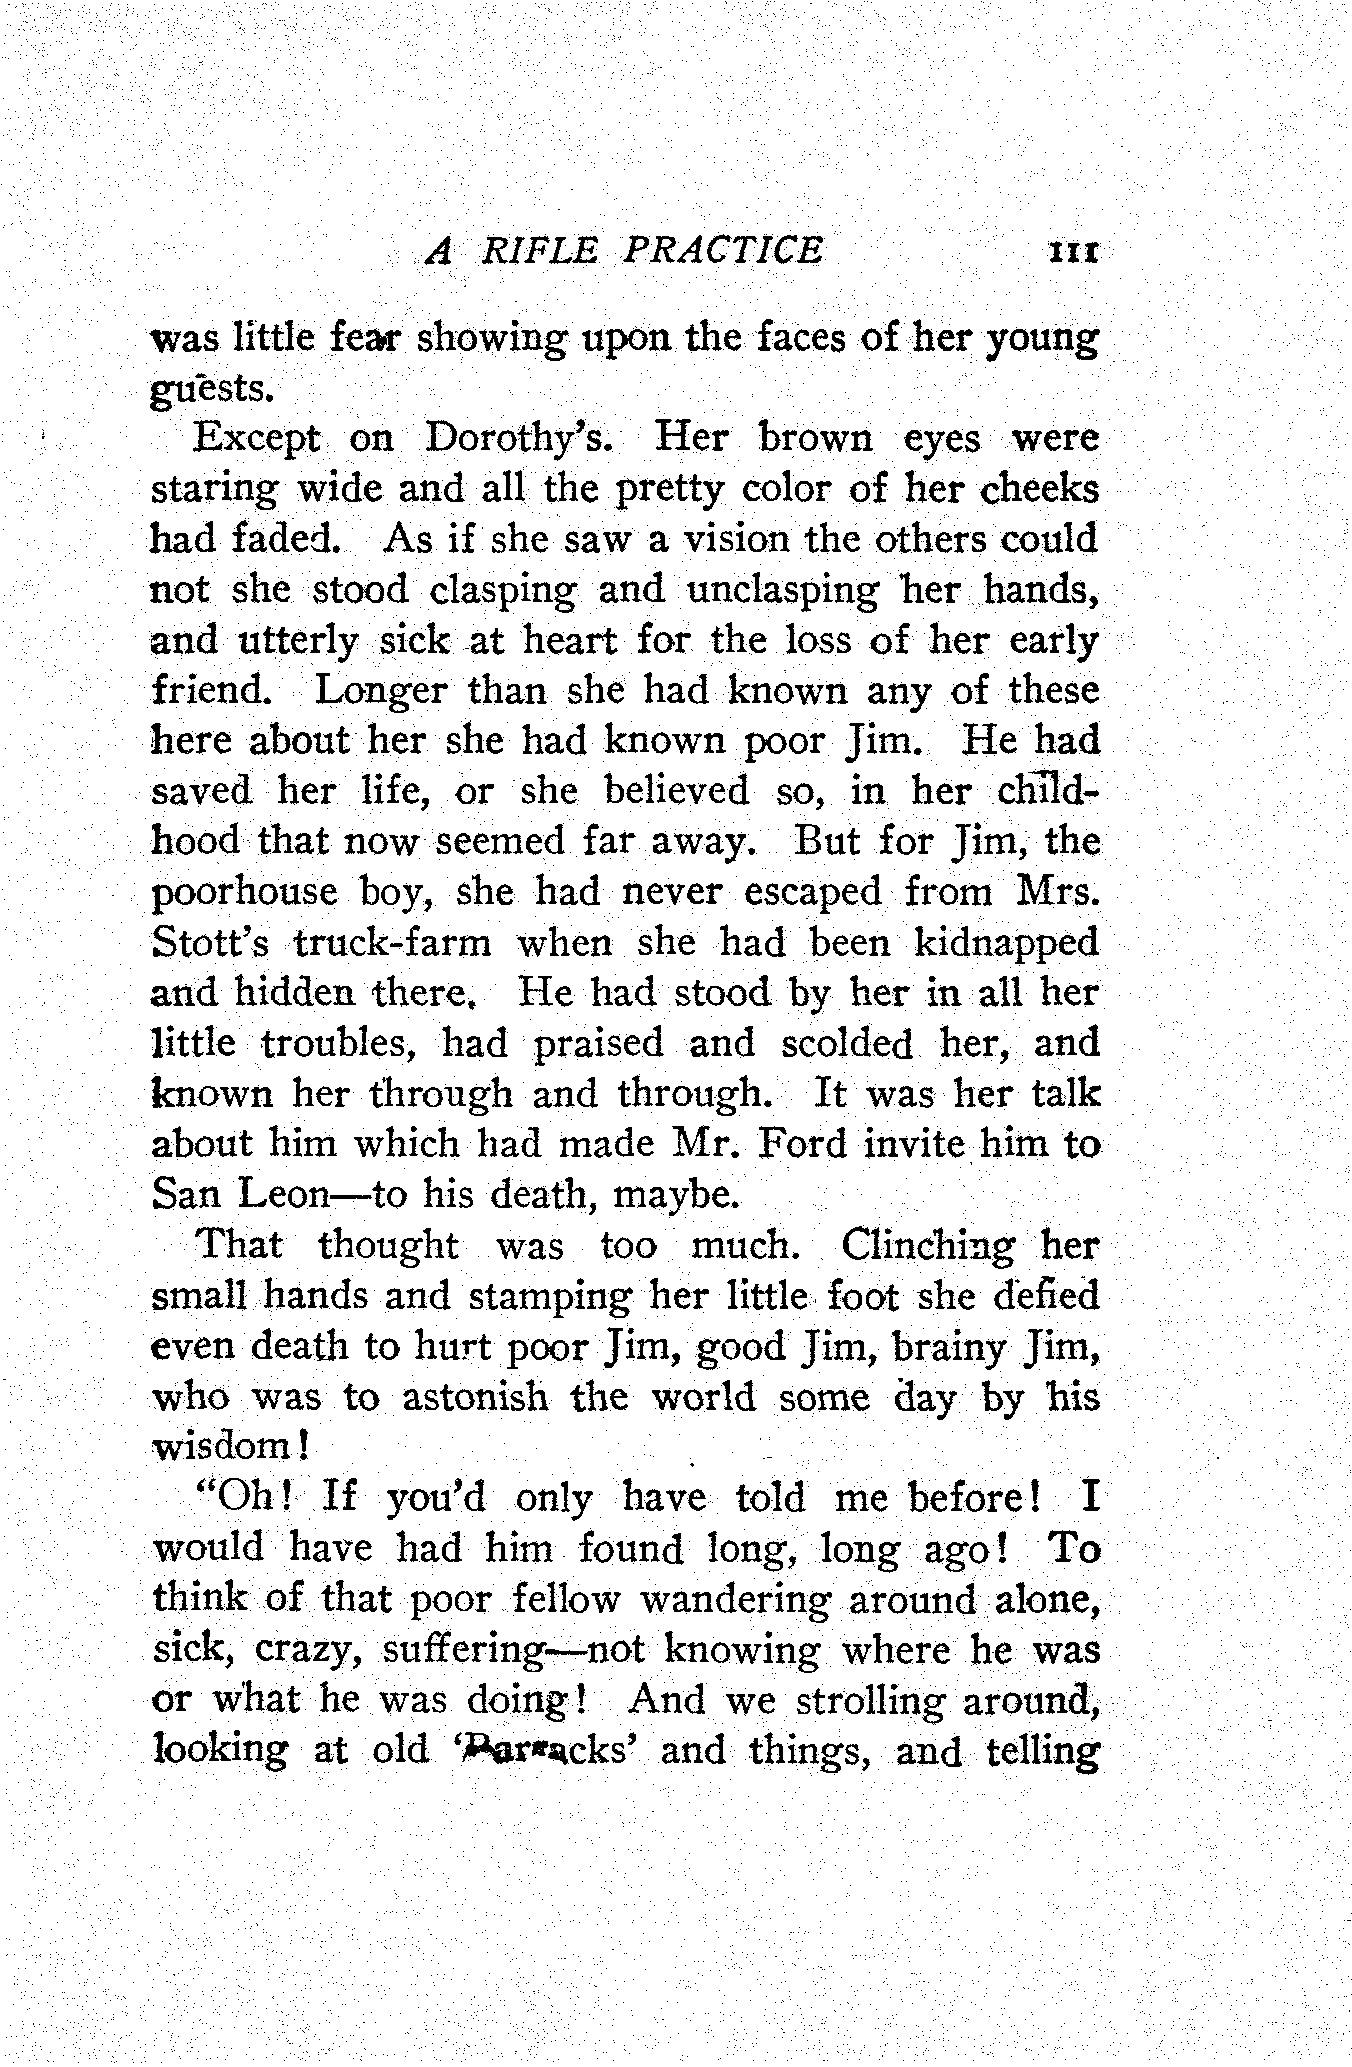 A RIFLE PRACTICE 111
was little fear showing upon the faces of her young
guests.
Except on Dorothy's. Her brown eyes were
staring wide and all the pretty color of her cheeks
had faded. As if she saw a vision the others could
not she stood clasping and unclasping her hands,
and utterly sick at heart for the loss of her early
friend. Longer than she had known any of these
here about her she had known poor Jim. He had
saved her life, or she believed so, in her child-
hood that now seemed far away. But for Jim, the
poorhouse boy, she had never escaped from Mrs.
Stott's truck-farm when she had been kidnapped
and hidden there. He had stood by her in all her
little troubles, had praised and scolded her, and
known her through and through. It was her talk
about him which had made Mr. Ford invite him to
San Leon—to his death, maybe.
That thought was too much. Clinching her
small hands and stamping her little foot she defied
even death to hurt poor Jim, good Jim, brainy Jim,
who was to astonish the world some day by his
wisdom!
"Oh! If you'd only have told me before! I
would have had him found long, long ago! To
think of that poor fellow wandering around alone,
sick, crazy, suffering—not knowing where he was
or what he was doing! And we strolling around,
looking at old 'Barracks' and things, and telling